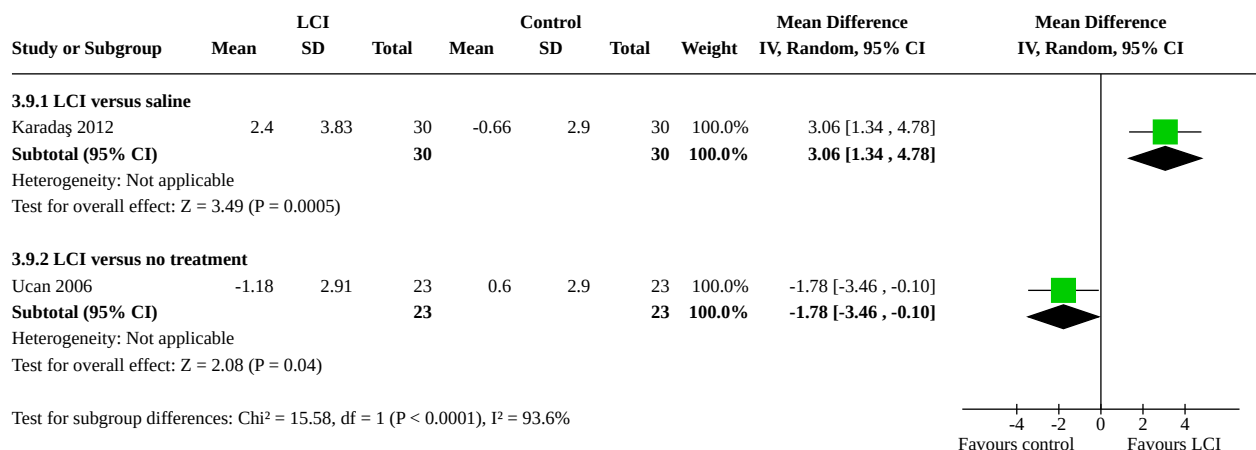 LCI Control Mean Difference Mean Difference
Study or Subgroup Mean SD Total Mean SD Total Weight IV, Random, 95% CI IV, Random, 95% CI
3.9.1 LCI versus saline
Karadaş 2012 2.4 3.83 30 -0.66 2.9 30 100.0% 3.06 [1.34 , 4.78]
Subtotal (95% CI) 30 30 100.0% 3.06 [1.34 , 4.78]
Heterogeneity: Not applicable
Test for overall effect: Z = 3.49 (P = 0.0005)
3.9.2 LCI versus no treatment
Ucan 2006 -1.18 2.91 23 0.6 2.9 23 100.0% -1.78 [-3.46 , -0.10]
Subtotal (95% CI) 23 23 100.0% -1.78 [-3.46 , -0.10]
Heterogeneity: Not applicable
Test for overall effect: Z = 2.08 (P = 0.04)
Test for subgroup differences: Chi² = 15.58, df = 1 (P < 0.0001), I² = 93.6%
-4 -2 0 2 4
Favours control Favours LCI